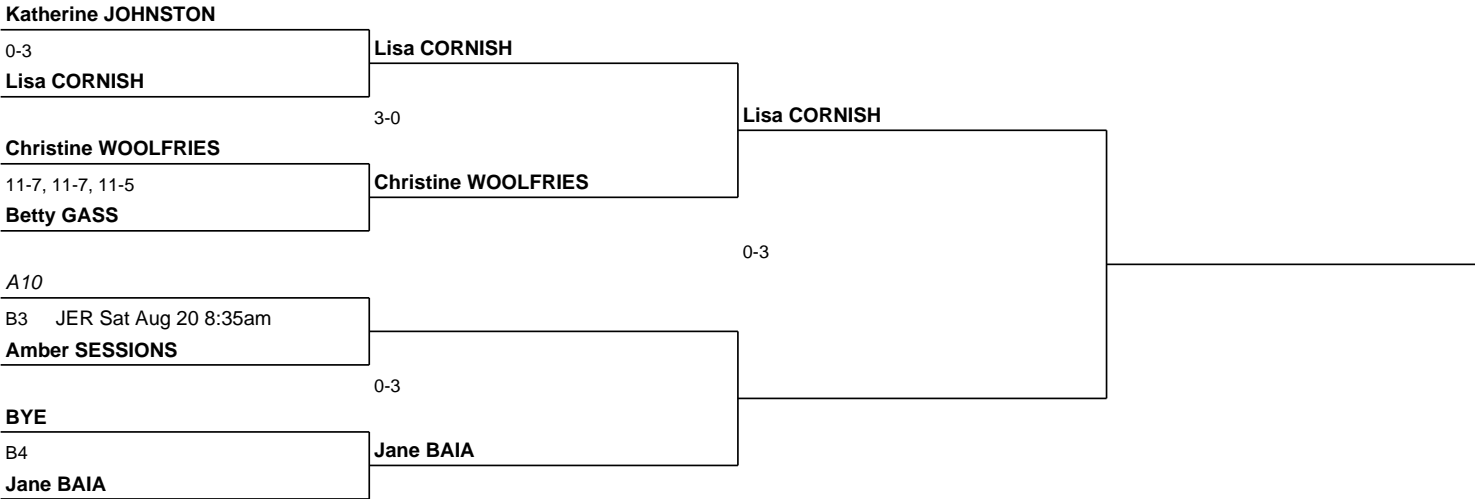 Katherine JOHNSTON
0-3
Lisa CORNISH
Lisa CORNISH
3-0
Lisa CORNISH
Christine WOOLFRIES
11-7, 11-7, 11-5
Christine WOOLFRIES
Betty GASS
0-3
A10
B3 JER Sat Aug 20 8:35am
Amber SESSIONS
0-3
BYE
B4
Jane BAIA
Jane BAIA